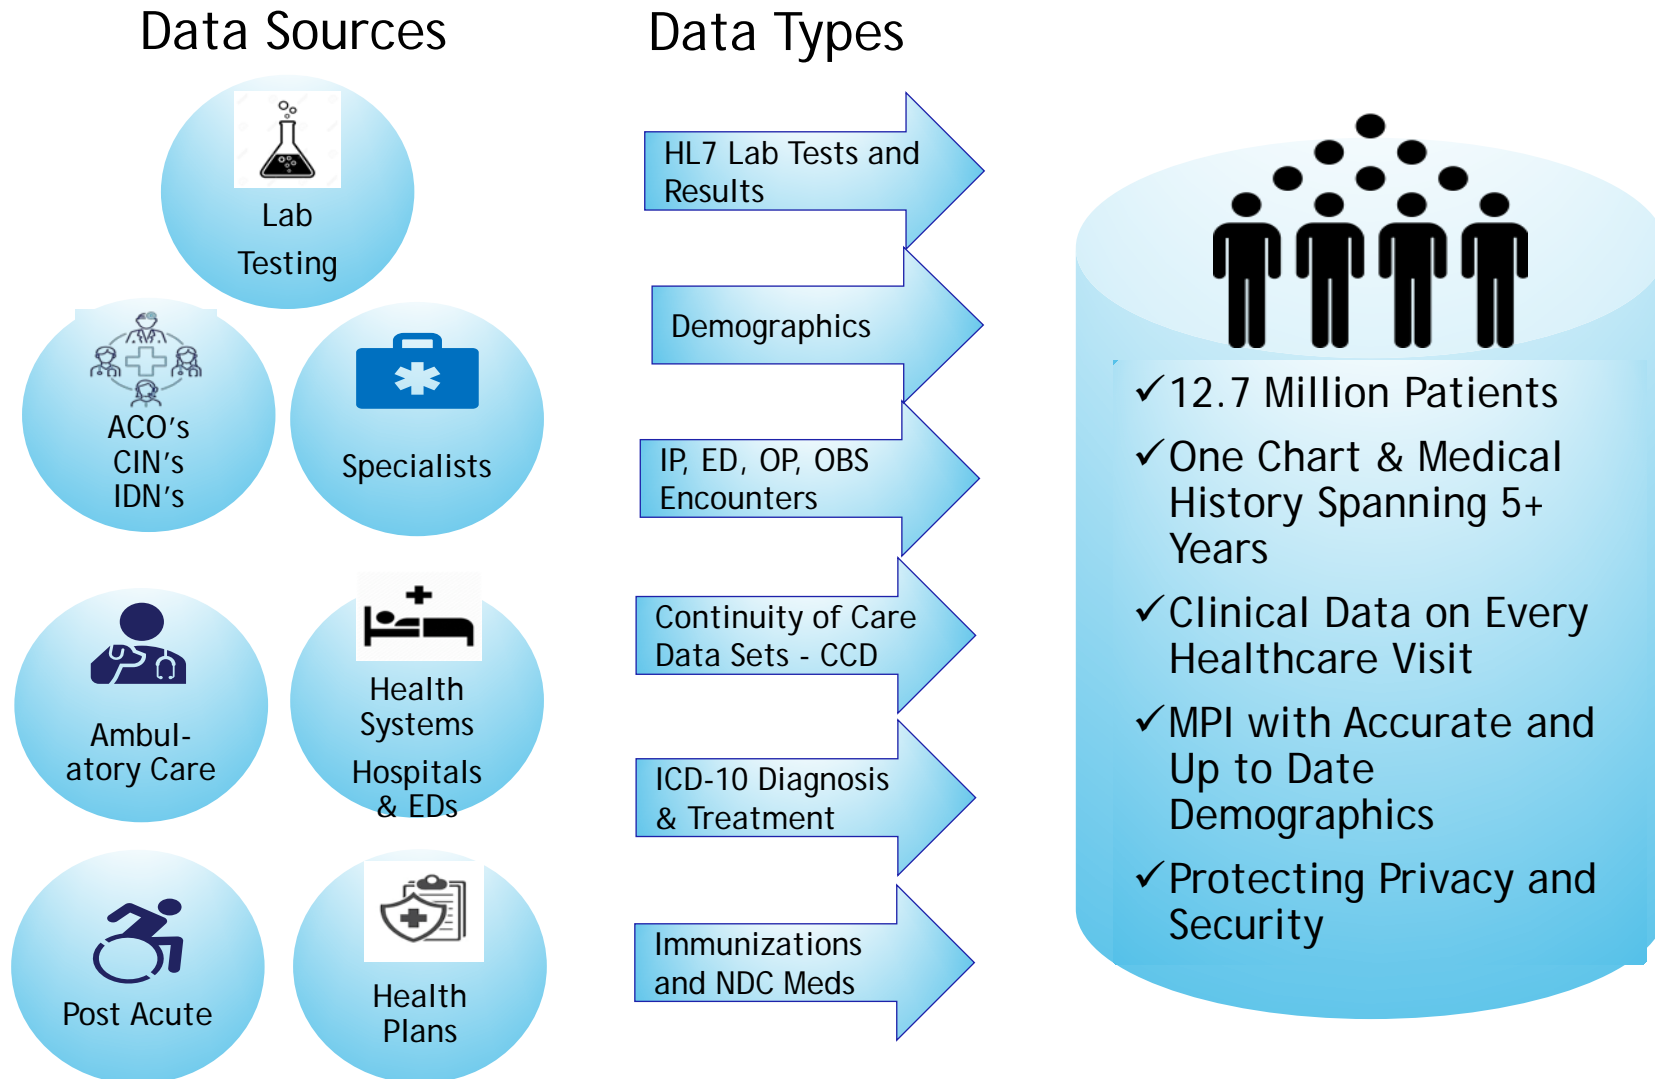 Data Sources
Data Types
Lab
Testing
ACO's
CIN's
IDN's
Specialists
Ambul-
atory Care
Health
Systems
Hospitals
& EDs
Post Acute
Health
Plans
HL7 Lab Tests and
Results
Demographics
IP, ED, OP, OBS
Encounters
Continuity of Care
Data Sets - CCD
ICD-10 Diagnosis
& Treatment
Immunizations
and NDC Meds
✓12.7 Million Patients
✓One Chart & Medical
History Spanning 5+
Years
✓Clinical Data on Every
Healthcare Visit
✓MPI with Accurate and
Up to Date
Demographics
✓Protecting Privacy and
Security